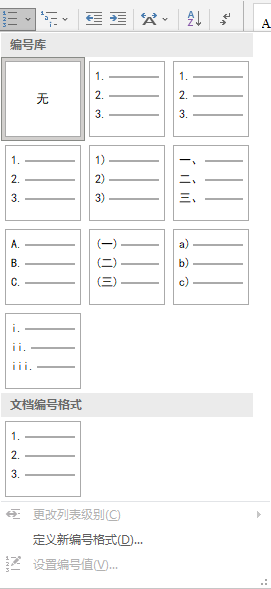 A
Z
A
编号库
无
1.
2.
3.
1.
2.
3.
1.
2.
3.
1)
2)
3)
一、
二、
三、
A.
B.
C.
(一)
(二)
(三)
a)
b)
c)
i.
ii.
iii.
文档编号格式
1.
2.
3.
更改列表级别(C)
定义新编号格式(D)...
设置编号值(V)...